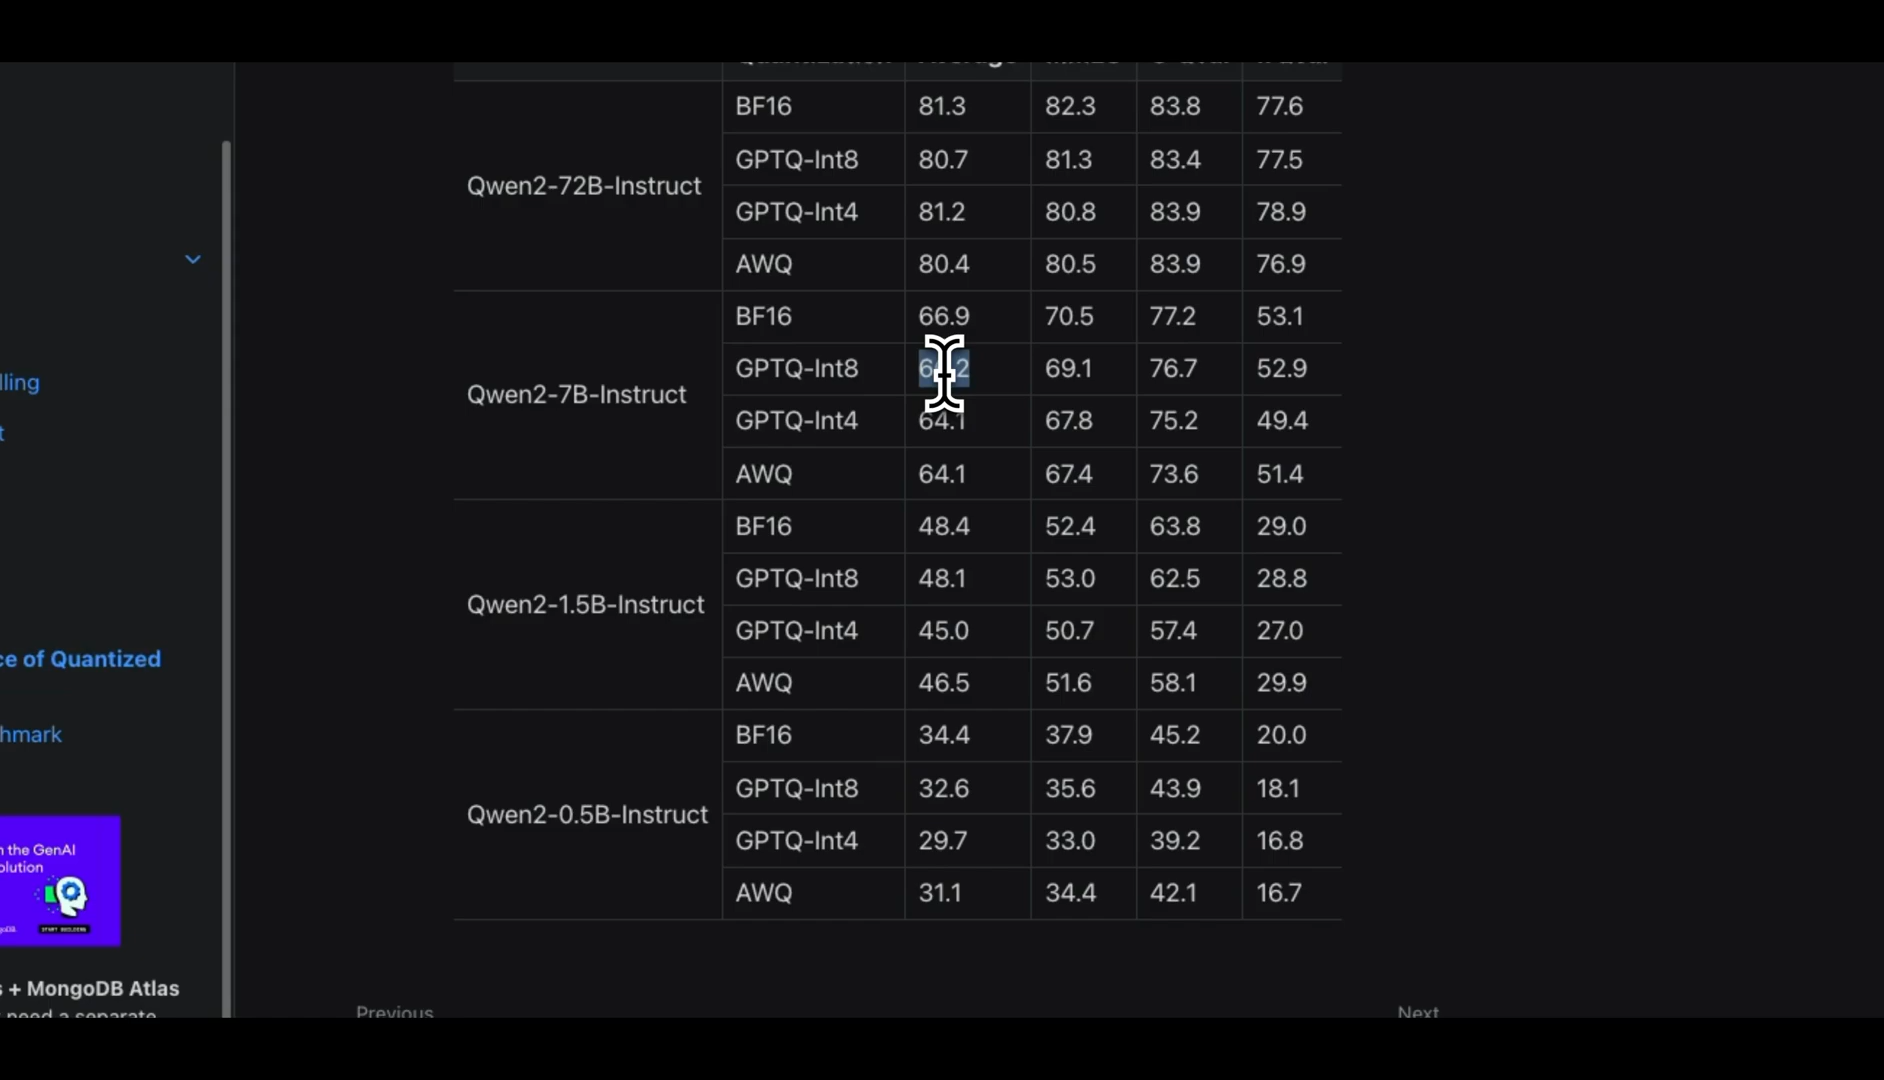 BF16 81.3 82.3 83.8 77.6
GPTQ-Int8 80.7 81.3 83.4 77.5
Qwen2-72B-Instruct
GPTQ-Int4 81.2 80.8 83.9 78.9
AWQ 80.4 80.5 83.9 76.9
BF16 66.9 70.5 77.2 53.1
GPTQ-Int8 69.1 76.7 52.9
Qwen2-7B-Instruct
GPTQ-Int4 64.1 67.8 75.2 49.4
AWQ 64.1 67.4 73.6 51.4
BF16 48.4 52.4 63.8 29.0
GPTQ-Int8 48.1 53.0 62.5 28.8
Qwen2-1.5B-Instruct
GPTQ-Int4 45.0 50.7 57.4 27.0
AWQ 46.5 51.6 58.1 29.9
BF16 34.4 37.9 45.2 20.0
GPTQ-Int8 32.6 35.6 43.9 18.1
Qwen2-0.5B-Instruct
GPTQ-Int4 29.7 33.0 39.2 16.8
AWQ 31.1 34.4 42.1 16.7
lling
t
ce of Quantized
hmark
n the GenAI
olution
START BUILDING
s + MongoDB Atlas
need a separate
Previous
Next